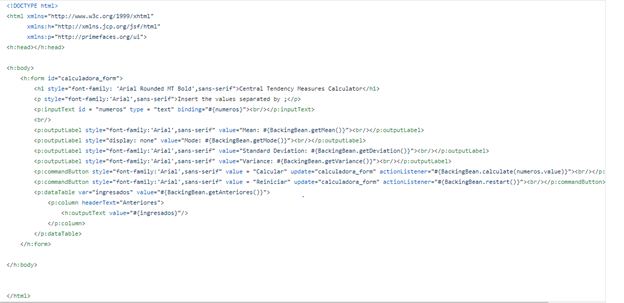 <!DOCTYPE html>
<html xmlns="http://www.w3c.org/1999/xhtml"
xmlns:h="http://xmlns.jcp.org/jsf/html"
xmlns:p="http://primefaces.org/ui">
<h:head></h:head>
<h:body>
<h:form id="calculadora_form">
<h1 style="font-family: 'Arial Rounded MT Bold',sans-serif">Central Tendency Measures Calculator</h1>
<p style="font-family:'Arial',sans-serif">Insert the values separated by ;</p>
<p:inputText id = "numeros" type = "text" binding="#{numeros}"><br/></p:inputText>
<br/>
<p:outputLabel style="font-family:'Arial',sans-serif" value="Mean: #{BackingBean.getMean()}"><br/></p:outputLabel>
<p:outputLabel style="display: none" value="Mode: #{BackingBean.getMode()}"><br/></p:outputLabel>
<p:outputLabel style="font-family:'Arial',sans-serif" value="Standard Deviation: #{BackingBean.getDeviation()}"><br/></p:outputLabel>
<p:outputLabel style="font-family:'Arial',sans-serif" value="Variance: #{BackingBean.getVariance()}"><br/></p:outputLabel>
<p:commandButton style="font-family:'Arial',sans-serif" value = "Calcular" update="calculadora_form" actionListener="#{BackingBean.calculate(numeros.value)}"><br/></p:
<p:commandButton style="font-family:'Arial',sans-serif" value = "Reiniciar" update="calculadora_form" actionListener="#{BackingBean.restart()}"><br/></p:commandButton>
<p:dataTable var="ingresados" value="#{BackingBean.getAnteriores()}">
<p:column headerText="Anteriores">
<h:outputText value="#{ingresados}"/>
</p:column>
</p:dataTable>
</h:form>
</h:body>
</html>